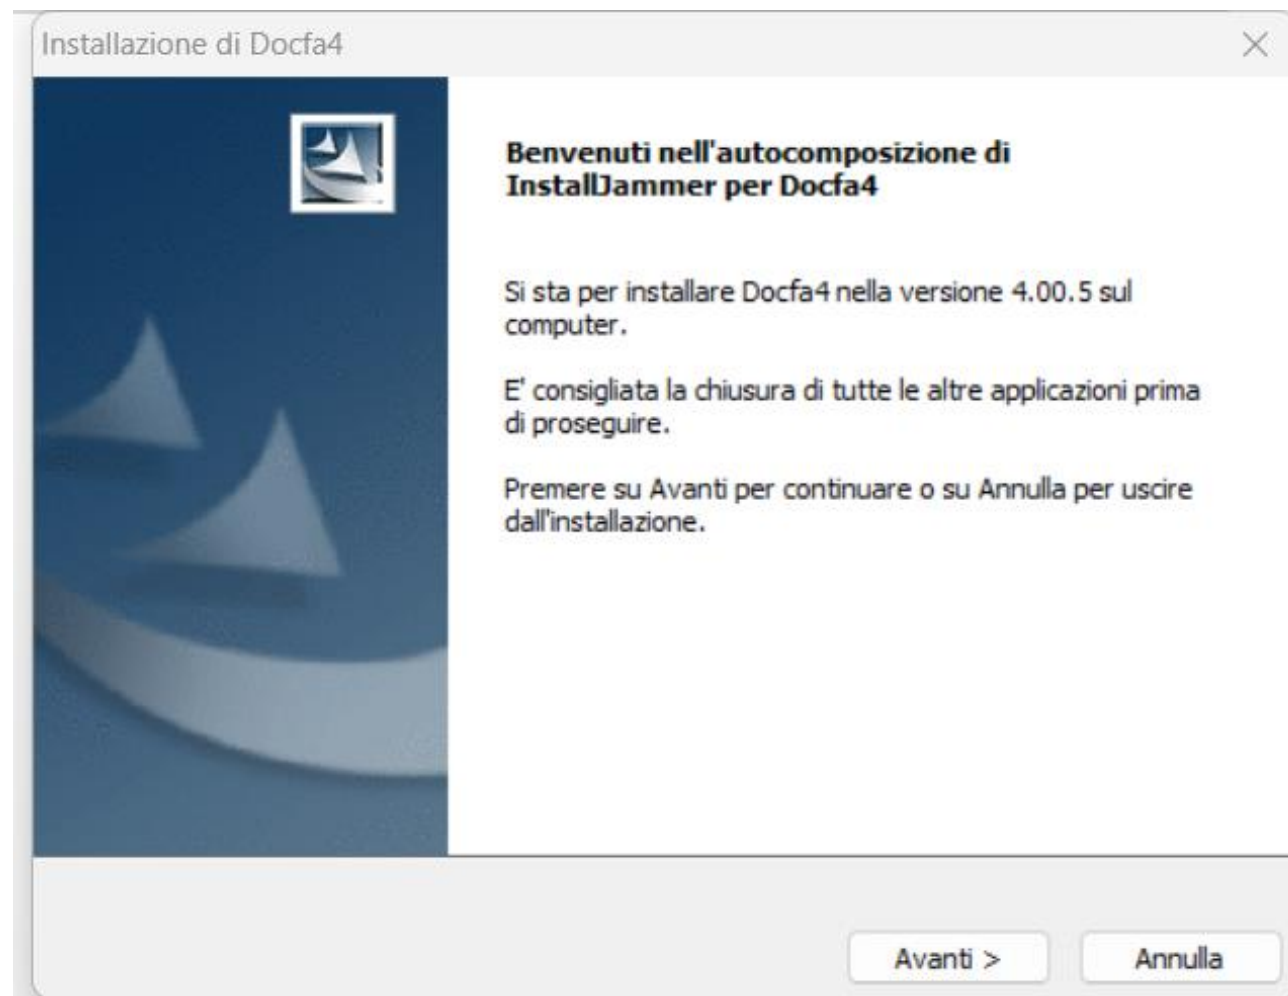 Installazione di Docfa4
Benvenuti nell'autocomposizione di
InstallJammer per Docfa4
Si sta per installare Docfa4 nella versione 4.00.5 sul
computer.
E' consigliata la chiusura di tutte le altre applicazioni prima
di proseguire.
Premere su Avanti per continuare o su Annulla per uscire
dall'installazione.
Avanti >
Annulla